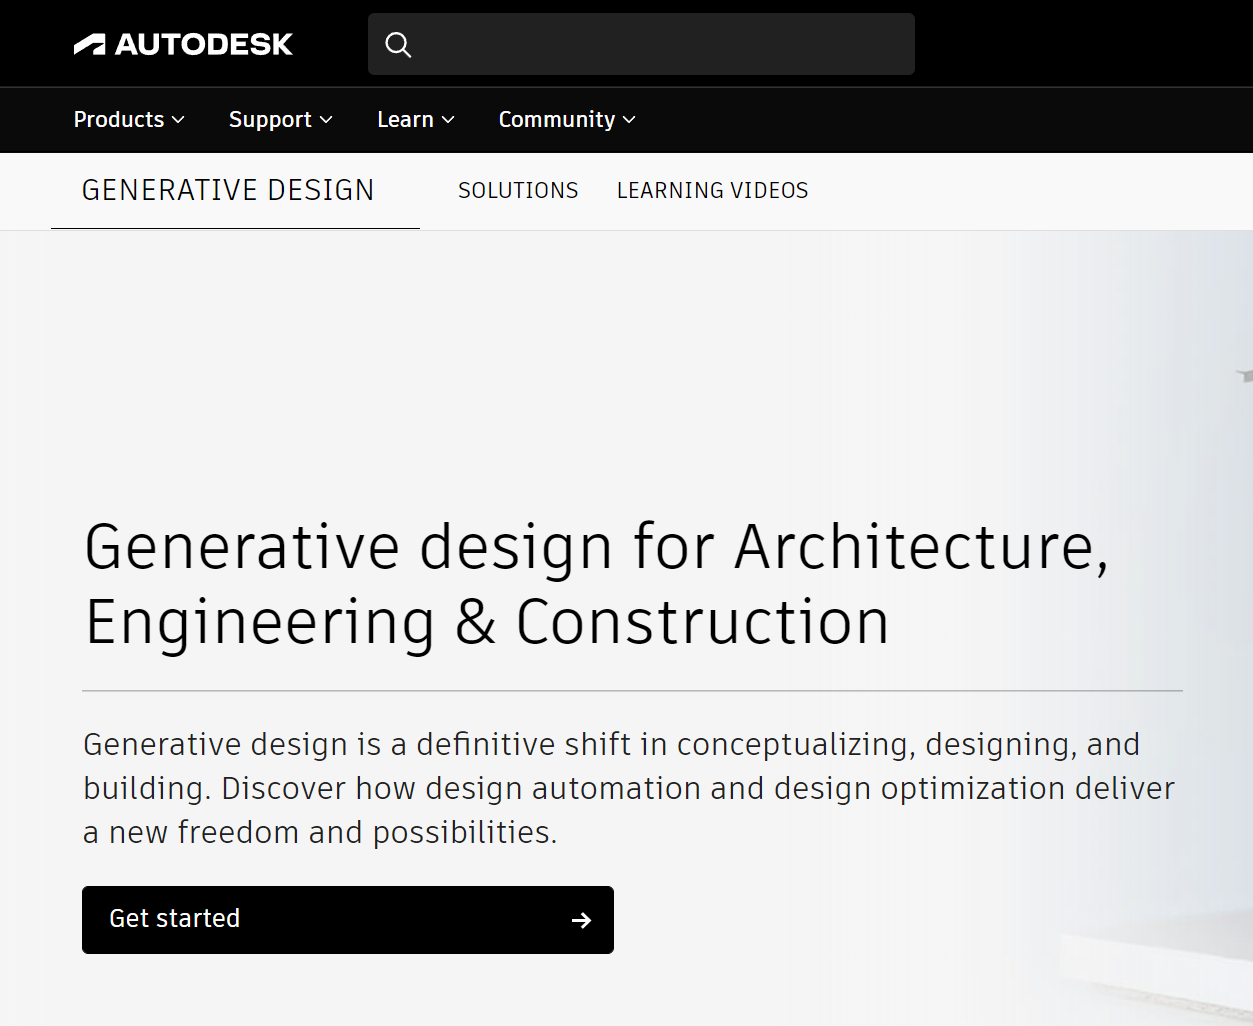 AUTODESK
Products
Support
Learn
Community
GENERATIVE DESIGN
SOLUTIONS
LEARNING VIDEOS
Generative design for Architecture,
Engineering & Construction
Generative design is a definitive shift in conceptualizing, designing, and
building. Discover how design automation and design optimization deliver
a new freedom and possibilities.
Get started